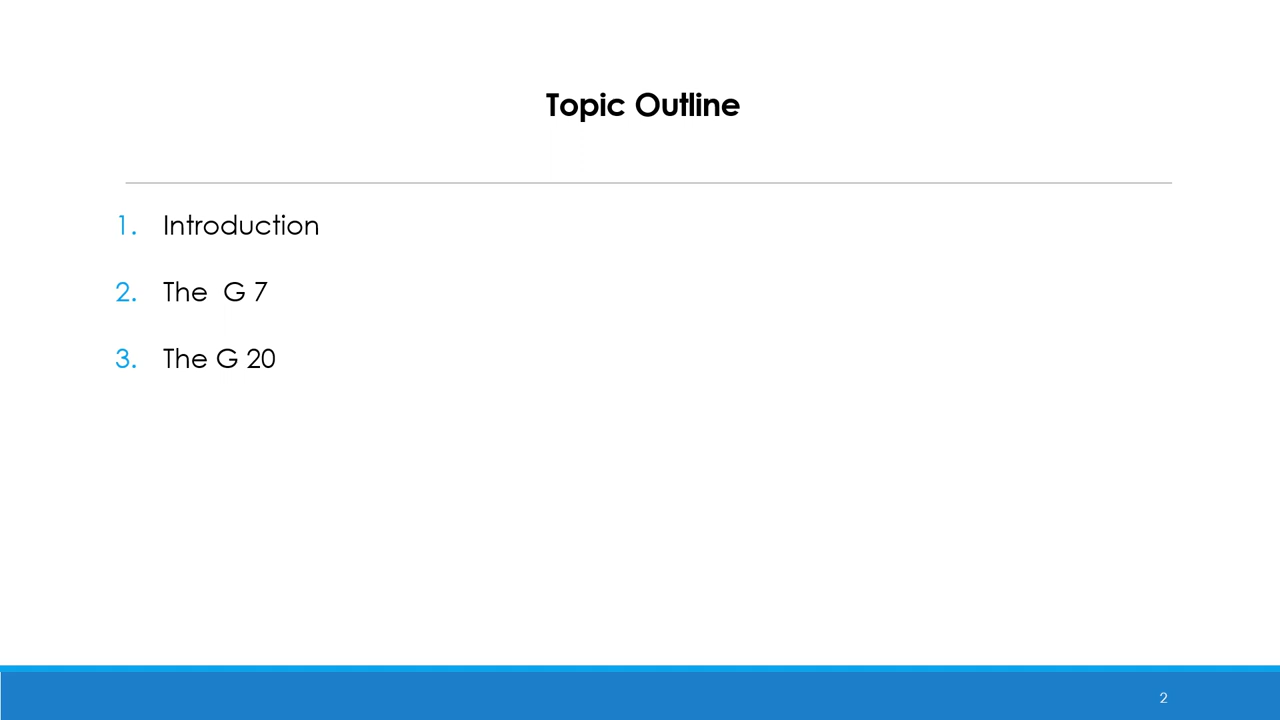 Topic Outline
1. Introduction
2. The  G 7
3. The G 20
2